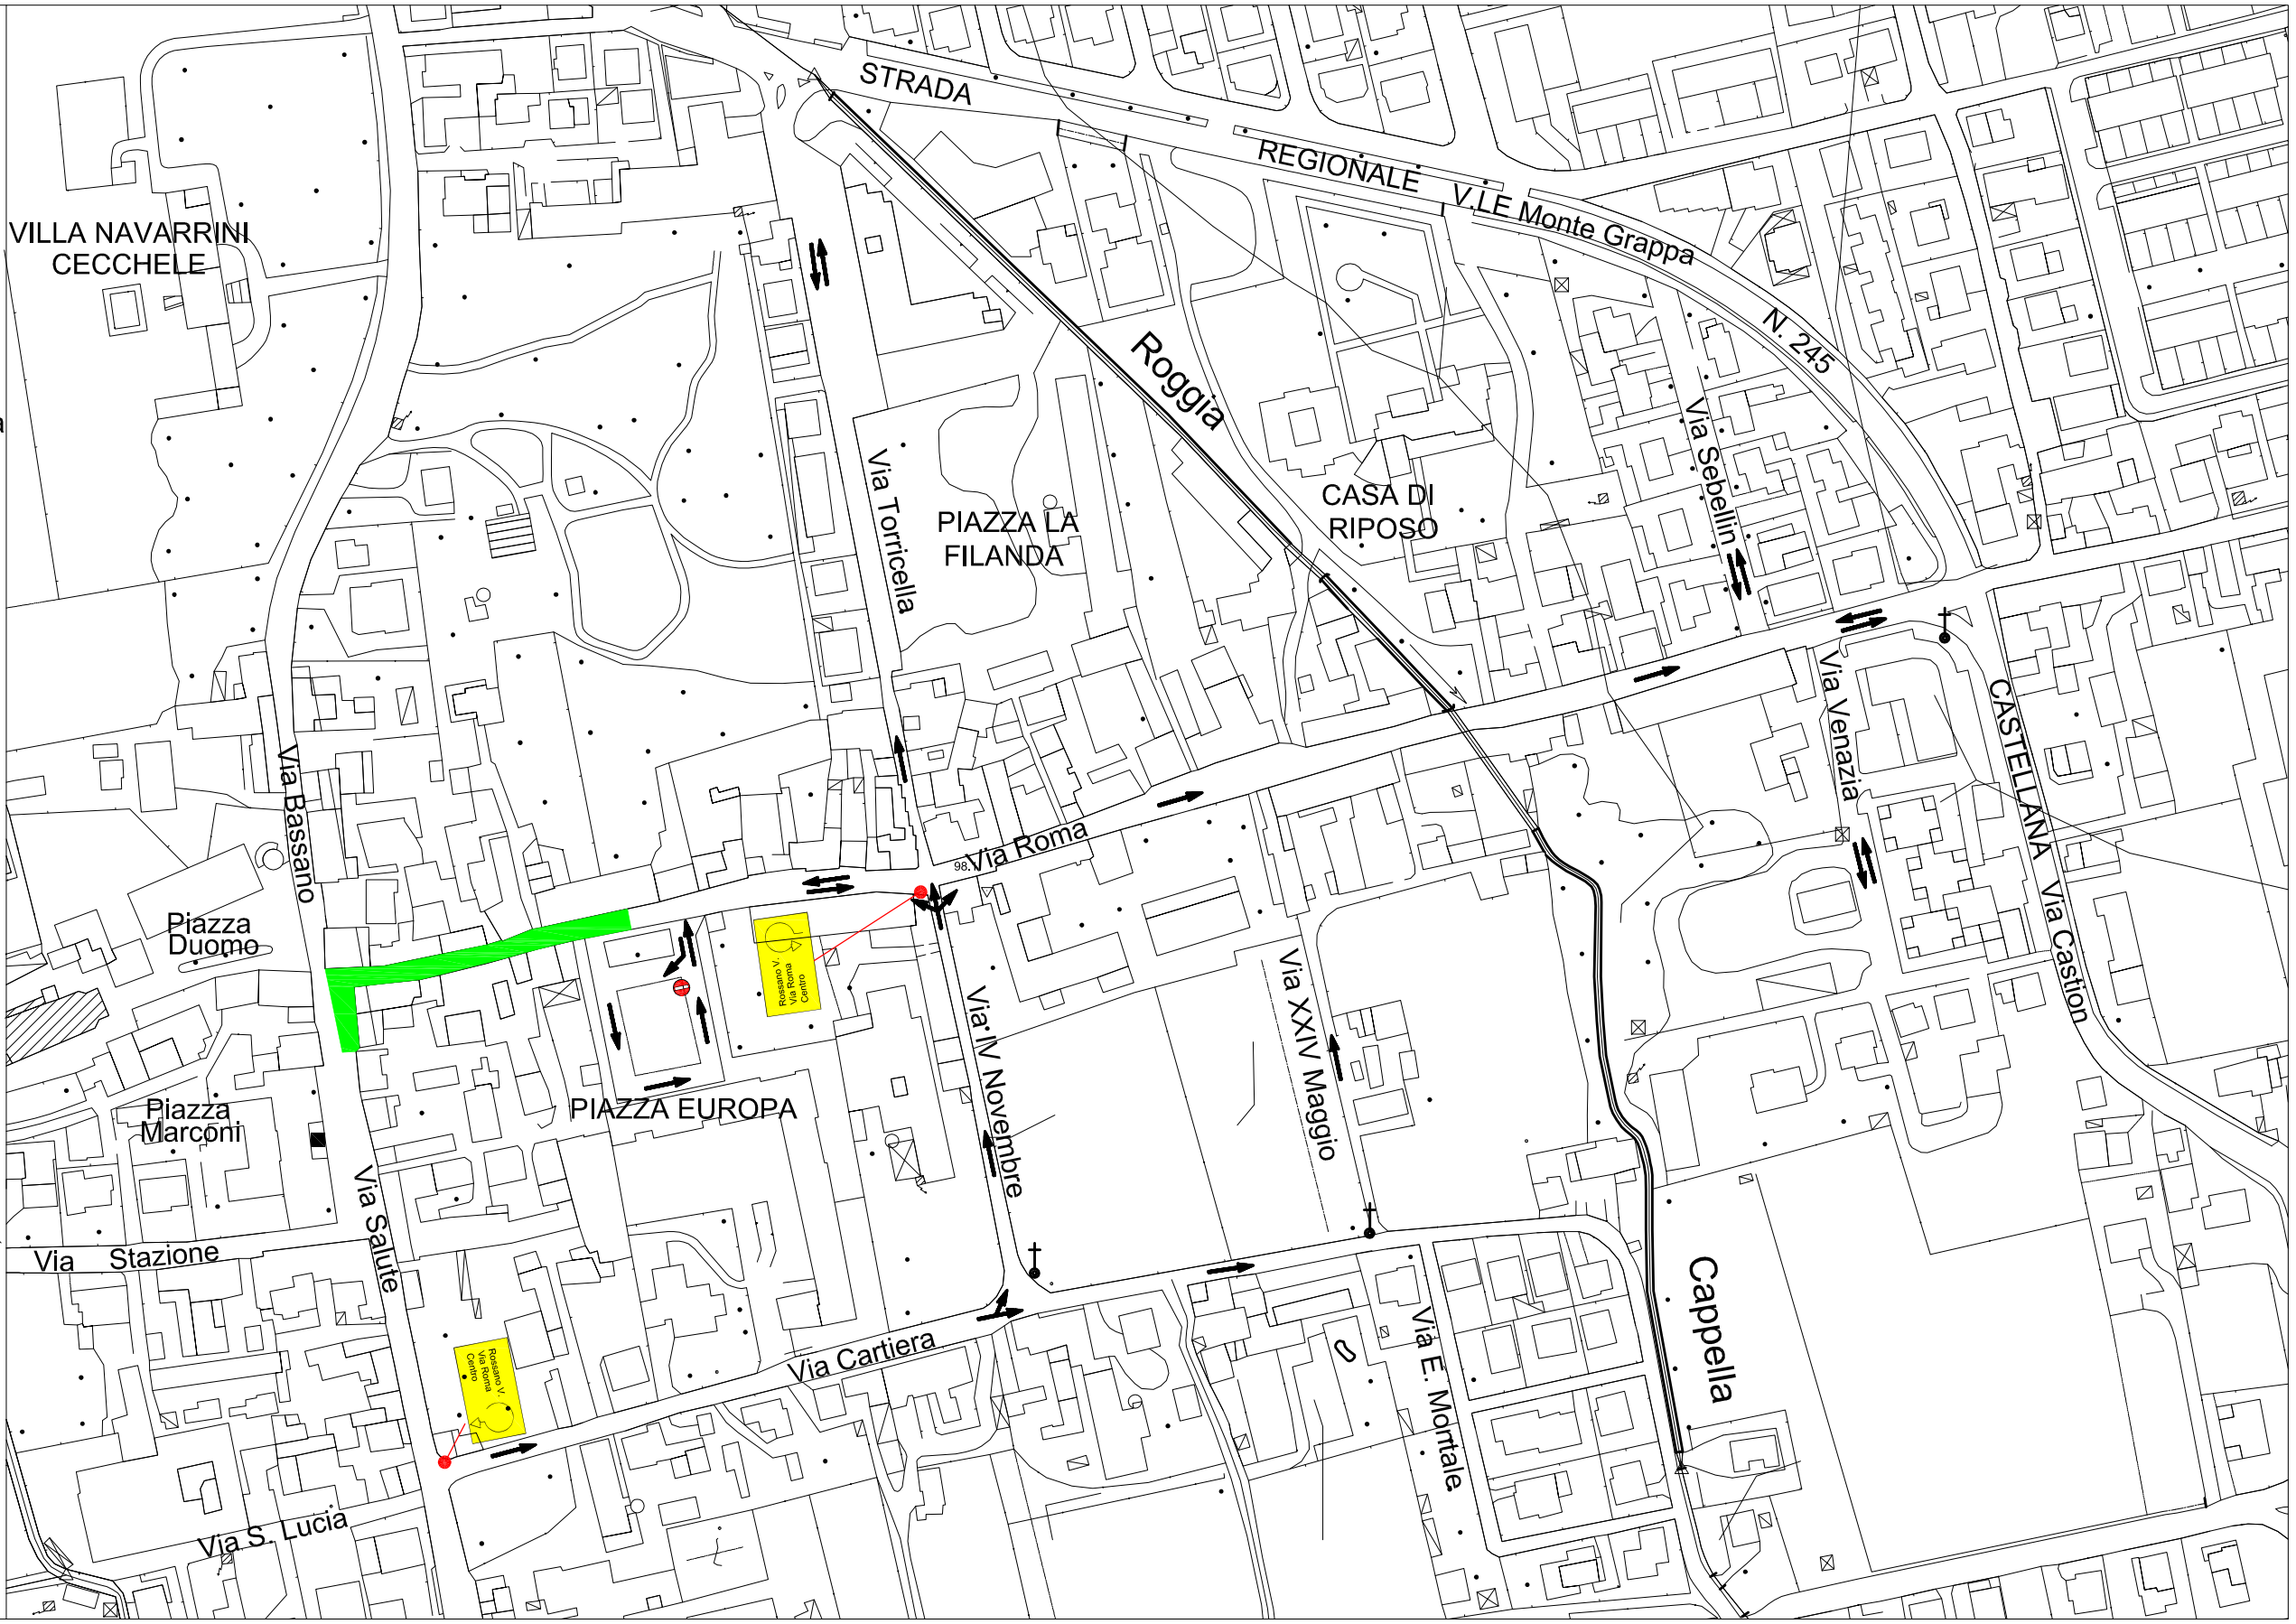 STRADA
REGIONALE
V.LE Monte Grappa
N. 245
VILLA NAVARRINI
CECCHELE
Roggia
Via Torricella
PIAZZA LA
FILANDA
CASA DI
RIPOSO
Via Sebellin
Via Venazia
CASTELLANA
Via Castion
Via Bassano
Via Roma
98.
Piazza
Duomo
Rossano V.
Via Roma
Centro
Via IV Novembre
Via XXIV Maggio
PIAZZA EUROPA
Piazza
Marconi
Via Salute
Via Stazione
Cappella
Via Cartiera
Via E. Montale
Rossano V.
Via Roma
Centro
Via S. Lucia